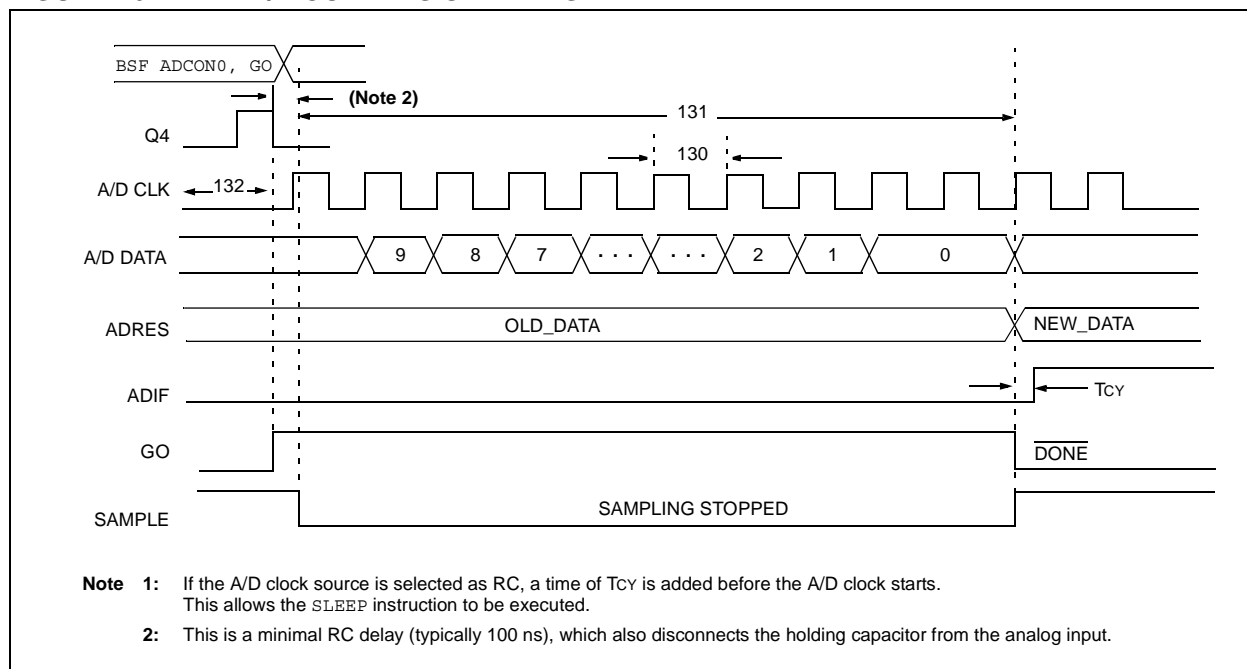 BSF ADCON0, GO
(Note 2)
131
Q4
130
A/D CLK
132
A/D DATA
9 8 7 · · · · · · 2 1 0
ADRES
OLD_DATA
NEW_DATA
ADIF
TCY
GO
DONE
SAMPLE
SAMPLING STOPPED
Note 1: If the A/D clock source is selected as RC, a time of TCY is added before the A/D clock starts.
This allows the SLEEP instruction to be executed.
2: This is a minimal RC delay (typically 100 ns), which also disconnects the holding capacitor from the analog input.